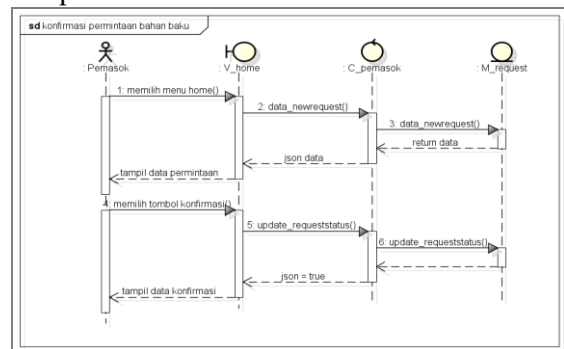 sd konfirmasi permintaan bahan baku
: Pemasok
: V_home
: C_pemasok
: M_request
1: memilih menu home()
2: data_newrequest()
3: data_newrequest()
return data
json data
tampil data permintaan
4: memilih tombol konfirmasi()
5: update_requeststatus()
6: update_requeststatus()
json = true
tampil data konfirmasi